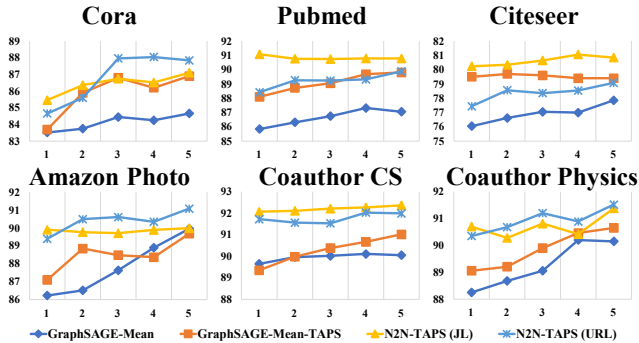 Cora
Pubmed
Citeseer
89
88
87
86
85
84
83
1 2 3 4 5
92
91
90
89
88
87
86
85
1 2 3 4 5
82
81
80
79
78
77
76
75
1 2 3 4 5
Amazon Photo
Coauthor CS
Coauthor Physics
92
91
90
89
88
87
86
1 2 3 4 5
93
92
91
90
89
88
1 2 3 4 5
92
91
90
89
88
1 2 3 4 5
GraphSAGE-Mean
GraphSAGE-Mean-TAPS
N2N-TAPS (JL)
N2N-TAPS (URL)